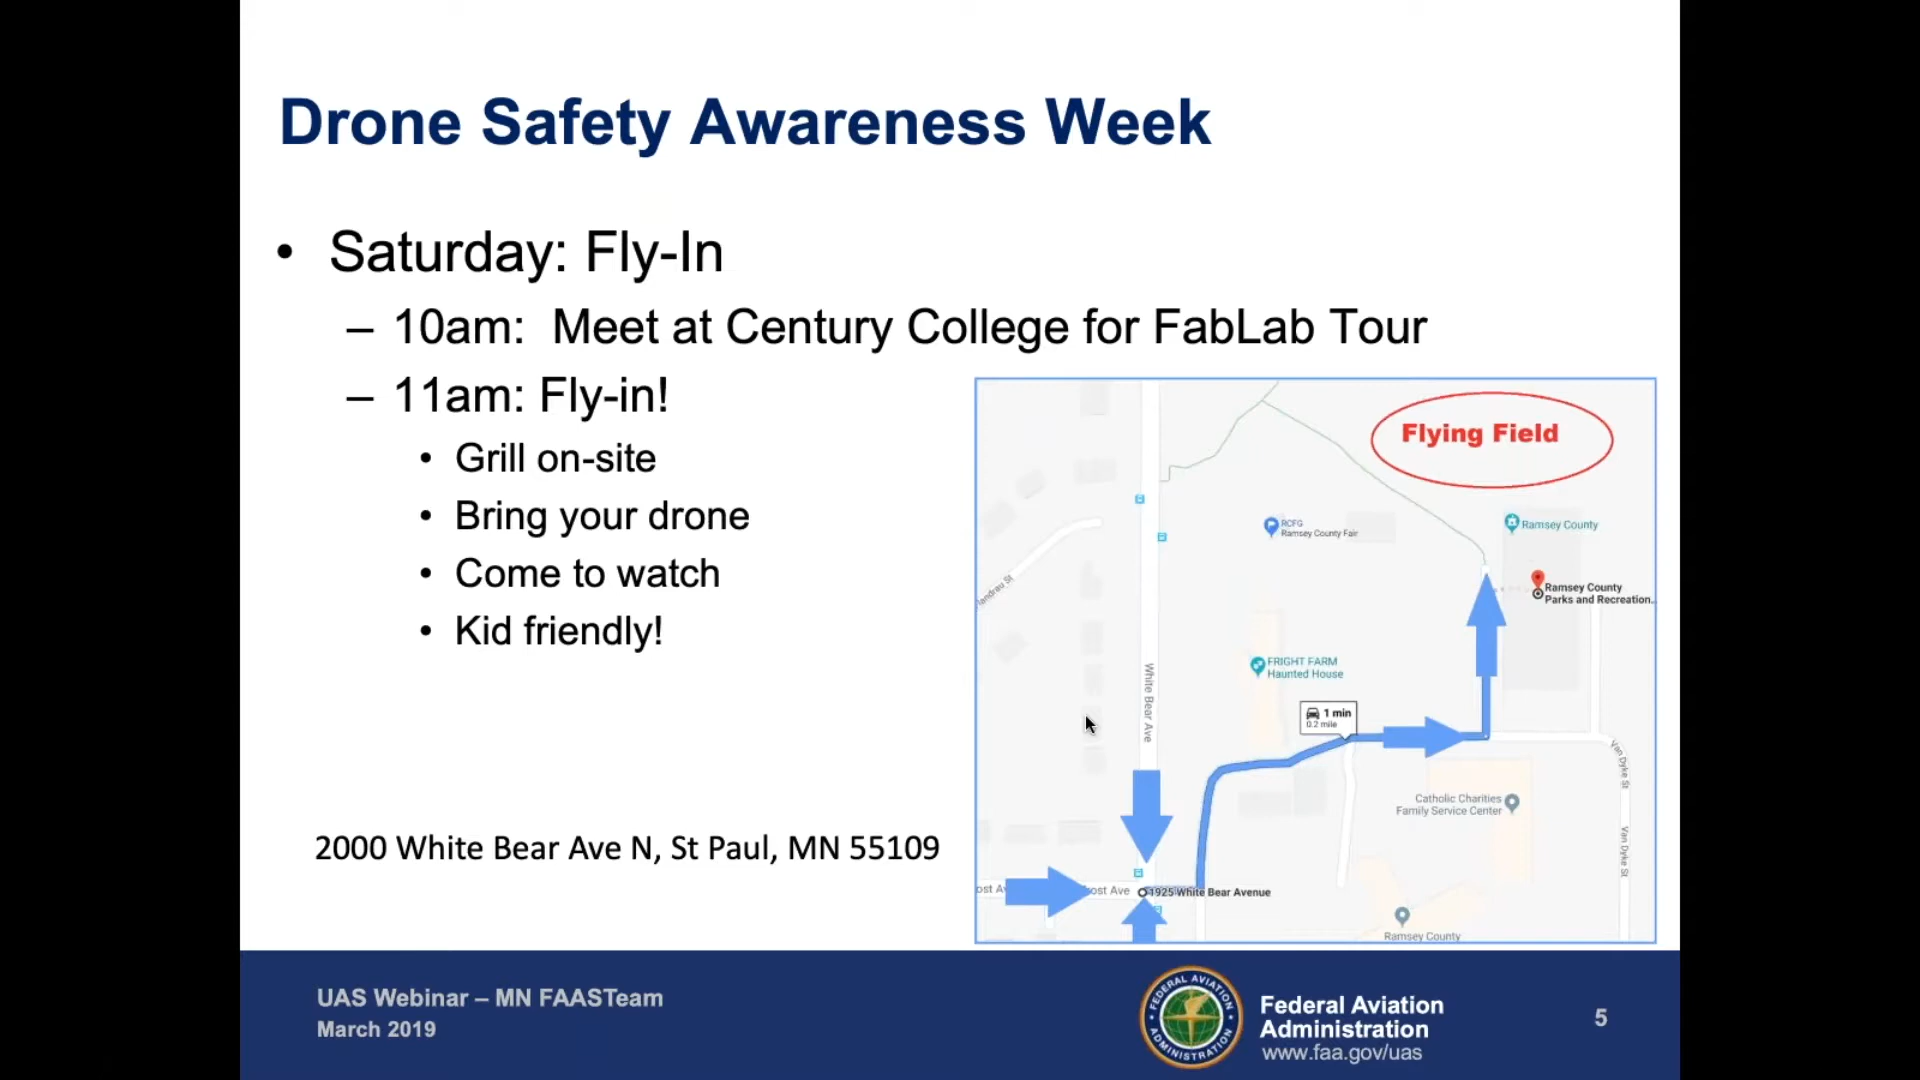 Drone Safety Awareness Week
• Saturday: Fly-In
– 10am: Meet at Century College for FabLab Tour
– 11am: Fly-in!
• Grill on-site
• Bring your drone
• Come to watch
• Kid friendly!
2000 White Bear Ave N, St Paul, MN 55109
Flying Field
RCFG
Ramsey County Fair
Ramsey County
Ramsey County
Parks and Recreation...
FRIGHT FARM
Haunted House
White Bear Ave
1 min
0.2 mile
Van Dyke St
Catholic Charities
Family Service Center
Van Dyke St
1925 White Bear Avenue
Ramsey County
UAS Webinar – MN FAASTeam
March 2019
FEDERAL AVIATION
ADMINISTRATION
Federal Aviation
Administration
www.faa.gov/uas
5